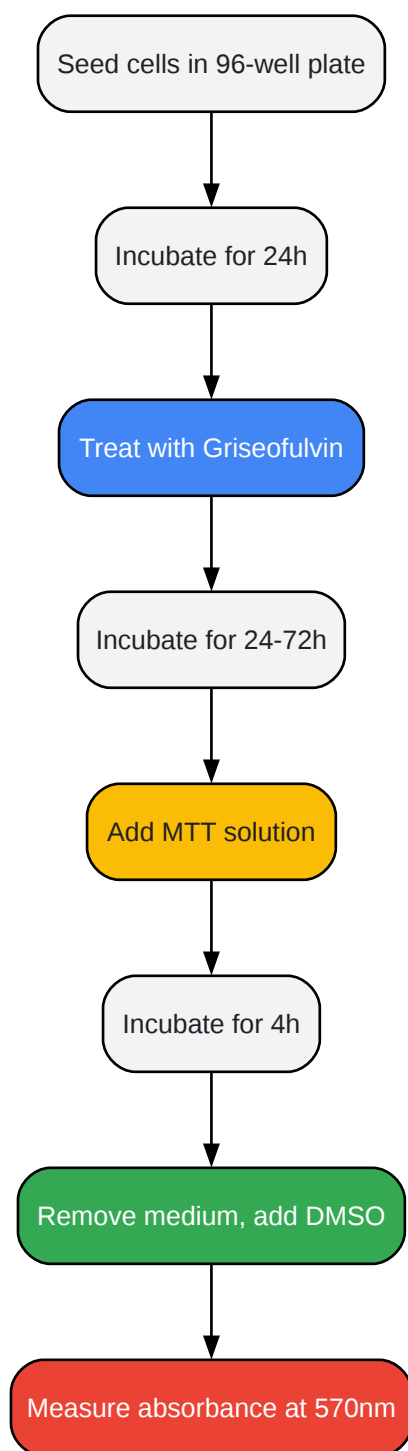 Seed cells in 96-well plate
Incubate for 24h
Treat with Griseofulvin
Incubate for 24-72h
Add MTT solution
Incubate for 4h
Remove medium, add DMSO
Measure absorbance at 570nm